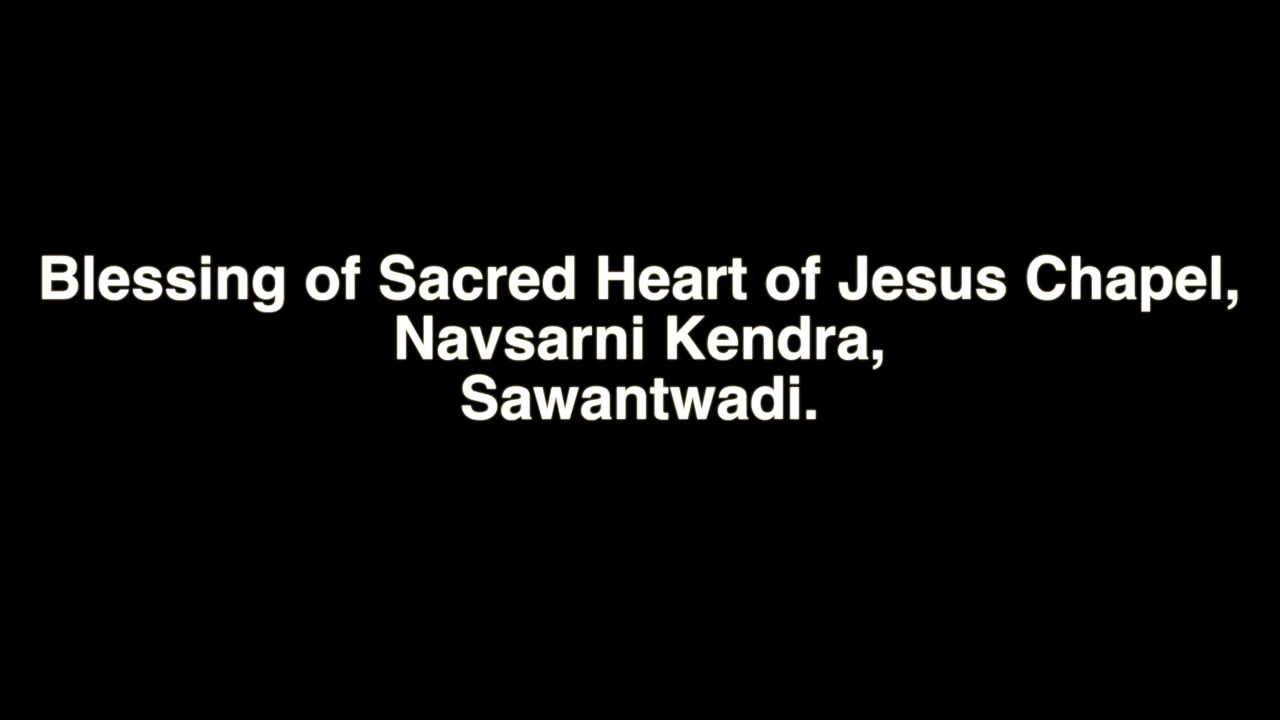 Blessing of Sacred Heart of Jesus Chapel,
Navsarni Kendra,
Sawantwadi.